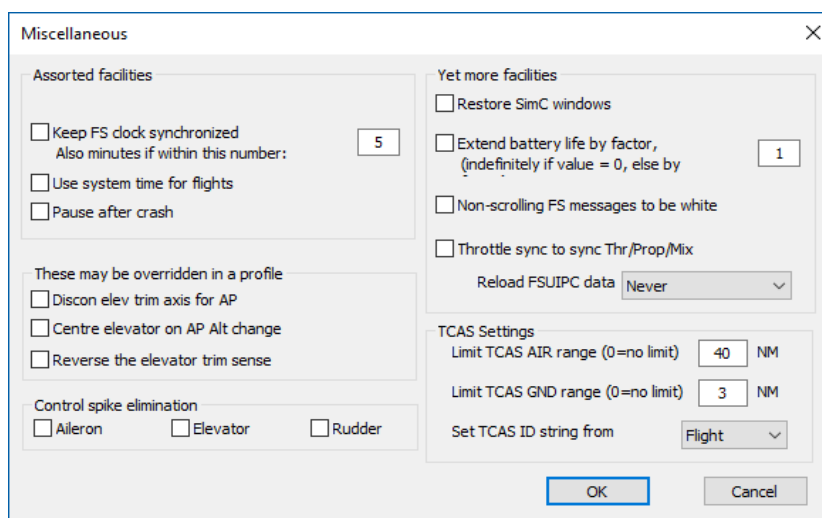 Miscellaneous
Assorted facilities
Keep FS clock synchronized
Also minutes if within this number:
5
Use system time for flights
Pause after crash
These may be overridden in a profile
Discon elev trim axis for AP
Centre elevator on AP Alt change
Reverse the elevator trim sense
Control spike elimination
Aileron
Elevator
Rudder
Yet more facilities
Restore SimC windows
Extend battery life by factor,
(indefinitely if value = 0, else by
1
Non-scrolling FS messages to be white
Throttle sync to sync Thr/Prop/Mix
Reload FSUIPC data
Never
TCAS Settings
Limit TCAS AIR range (0=no limit)
40
NM
Limit TCAS GND range (0=no limit)
3
NM
Set TCAS ID string from
Flight
OK
Cancel